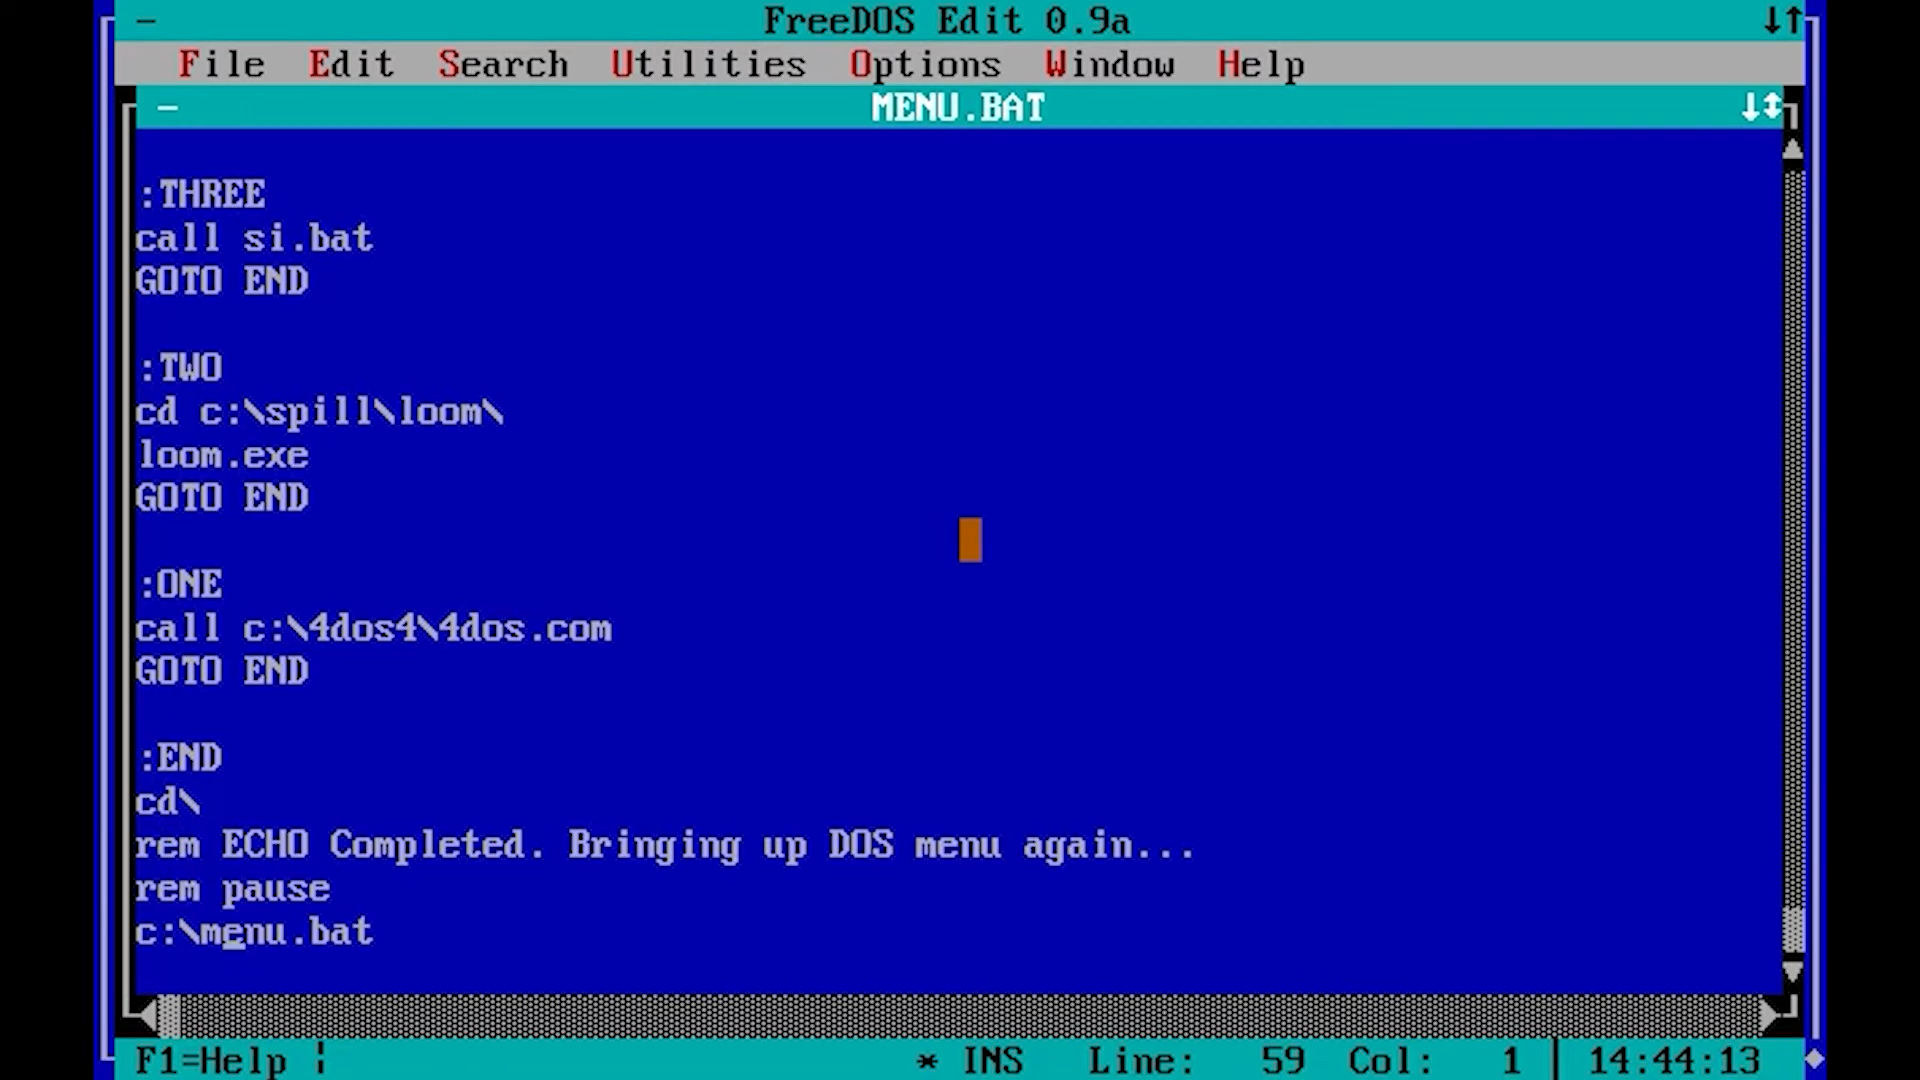 FreeDOS Edit 0.9a
File Edit Search Utilities Options Window Help
MENU.BAT
:THREE
call si.bat
GOTO END
:TWO
cd c:\spill\loom\
loom.exe
GOTO END
:ONE
call c:\4dos4\4dos.com
GOTO END
:END
cd\
rem ECHO Completed. Bringing up DOS menu again...
rem pause
c:\menu.bat
F1=Help ¦ * INS Line: 59 Col: 1 │ 14:44:13